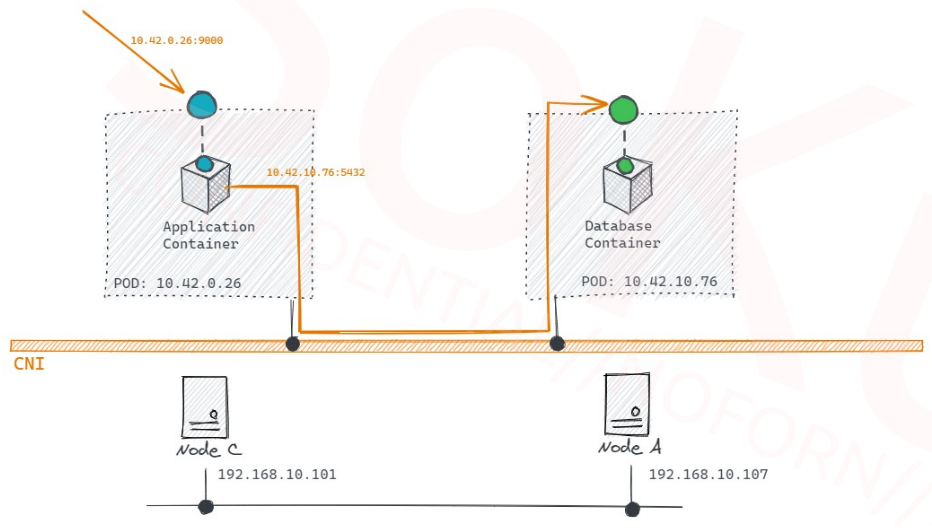 10.42.0.26:9000
10.42.10.76:5432
Application
Container
Database
Container
POD: 10.42.0.26
POD: 10.42.10.76
CNI
Node C
Node A
192.168.10.101
192.168.10.107